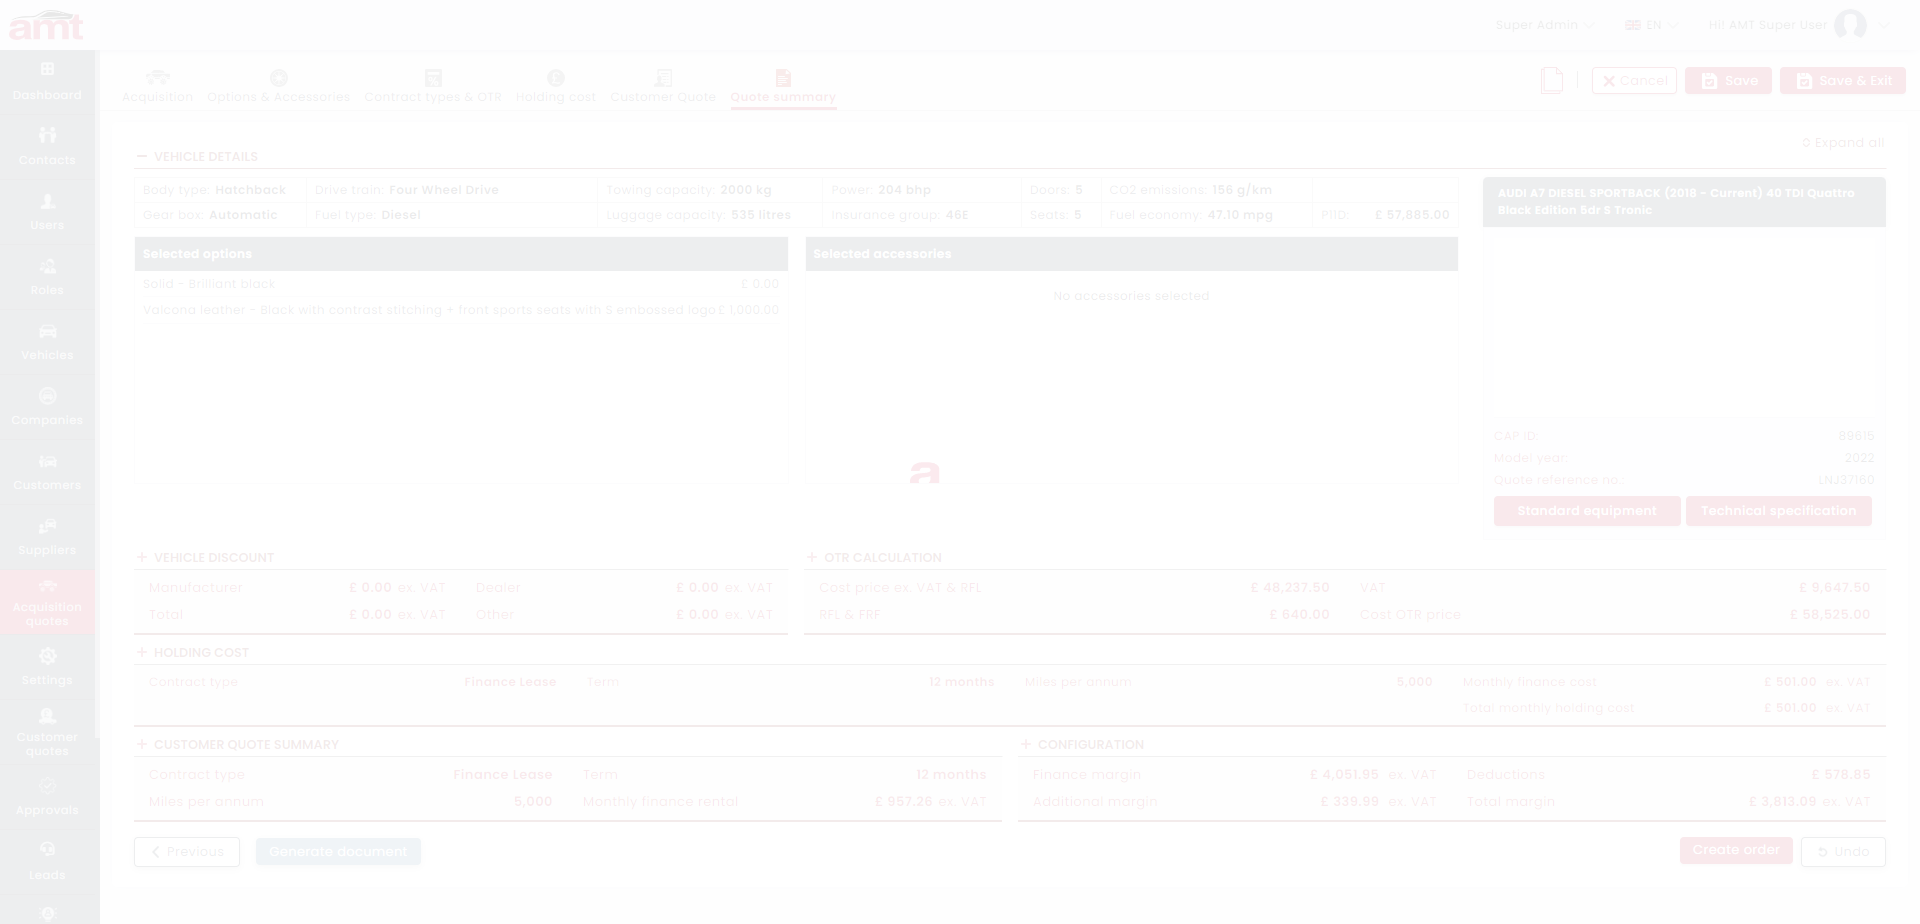 amt
Super Admin
EN
Hi! AMT Super User
Dashboard
Contacts
Users
Roles
Vehicles
Companies
Customers
Suppliers
Acquisition
quotes
Settings
Customer
quotes
Approvals
Leads
Acquisition
Options & Accessories
Contract types & OTR
Holding cost
Customer Quote
Quote summary
Cancel
Save
Save & Exit
Expand all
VEHICLE DETAILS
Body type: Hatchback
Drive train: Four Wheel Drive
Towing capacity: 2000 kg
Power: 204 bhp
Doors: 5
CO2 emissions: 156 g/km
Gear box: Automatic
Fuel type: Diesel
Luggage capacity: 535 litres
Insurance group: 46E
Seats: 5
Fuel economy: 47.10 mpg
P11D: £ 57,885.00
AUDI A7 DIESEL SPORTBACK (2018 - Current) 40 TDI Quattro
Black Edition 5dr S Tronic
Selected options
Solid - Brilliant black £ 0.00
Valcona leather - Black with contrast stitching + front sports seats with S embossed logo £ 1,000.00
Selected accessories
No accessories selected
a
CAP ID: 89615
Model year: 2022
Quote reference no.: LNJ37160
Standard equipment
Technical specification
VEHICLE DISCOUNT
Manufacturer £ 0.00 ex. VAT Dealer £ 0.00 ex. VAT
Total £ 0.00 ex. VAT Other £ 0.00 ex. VAT
OTR CALCULATION
Cost price ex. VAT & RFL £ 48,237.50 VAT £ 9,647.50
RFL & FRF £ 640.00 Cost OTR price £ 58,525.00
HOLDING COST
Contract type Finance Lease Term 12 months Miles per annum 5,000 Monthly finance cost £ 501.00 ex. VAT
Total monthly holding cost £ 501.00 ex. VAT
CUSTOMER QUOTE SUMMARY
Contract type Finance Lease Term 12 months
Miles per annum 5,000 Monthly finance rental £ 957.26 ex. VAT
CONFIGURATION
Finance margin £ 4,051.95 ex. VAT Deductions £ 578.85
Additional margin £ 339.99 ex. VAT Total margin £ 3,813.09 ex. VAT
Previous
Generate document
Create order
Undo